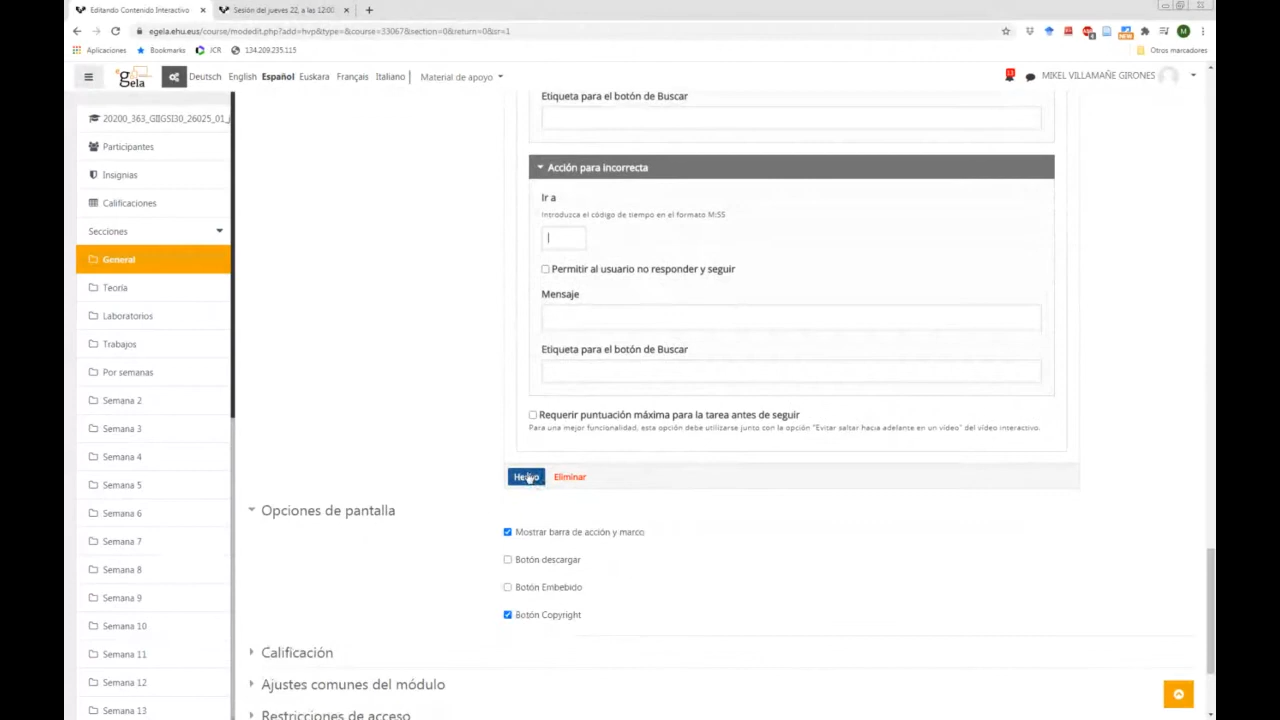 Editando Contenido Interactivo
Sesión del jueves 22, a las 12:00
egela.ehu.eus/course/modedit.php?add=hvp&type=&course=33067&section=0&return=0&sr=1
Aplicaciones
Bookmarks
JCR
134.209.235.115
Otros marcadores
gela
Deutsch
English
Español
Euskara
Français
Italiano
Material de apoyo
MIKEL VILLAMAÑE GIRONES
20200_363_GIIGSI30_26025_01_
Participantes
Insignias
Calificaciones
Secciones
General
Teoría
Laboratorios
Trabajos
Por semanas
Semana 2
Semana 3
Semana 4
Semana 5
Semana 6
Semana 7
Semana 8
Semana 9
Semana 10
Semana 11
Semana 12
Semana 13
Etiqueta para el botón de Buscar
Acción para incorrecta
Ir a
Introduzca el código de tiempo en el formato M:SS
Permitir al usuario no responder y seguir
Mensaje
Etiqueta para el botón de Buscar
Requerir puntuación máxima para la tarea antes de seguir
Para una mejor funcionalidad, esta opción debe utilizarse junto con la opción "Evitar saltar hacia adelante en un vídeo" del vídeo interactivo.
Eliminar
Opciones de pantalla
Mostrar barra de acción y marco
Botón descargar
Botón Embebido
Botón Copyright
Calificación
Ajustes comunes del módulo
Restricciones de acceso